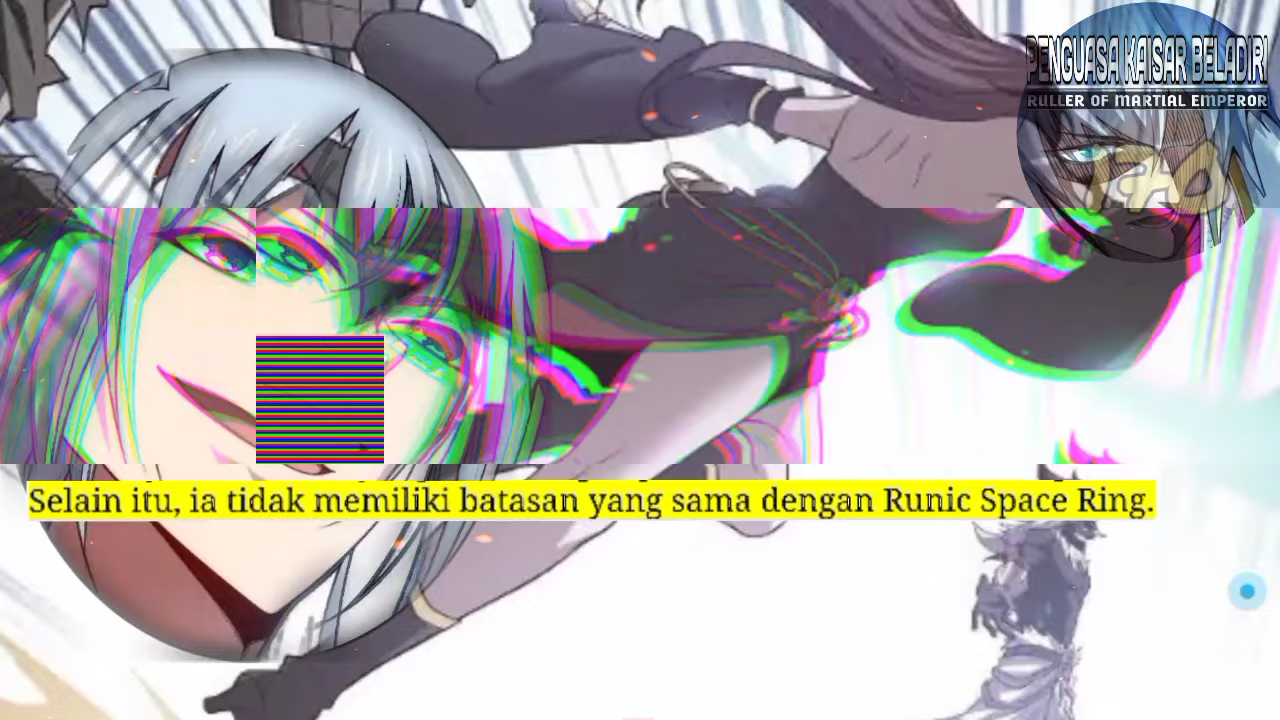 PENGUASA KAISAR BELADIRI
RULLER OF MARTIAL EMPEROR
Selain itu, ia tidak memiliki batasan yang sama dengan Runic Space Ring.